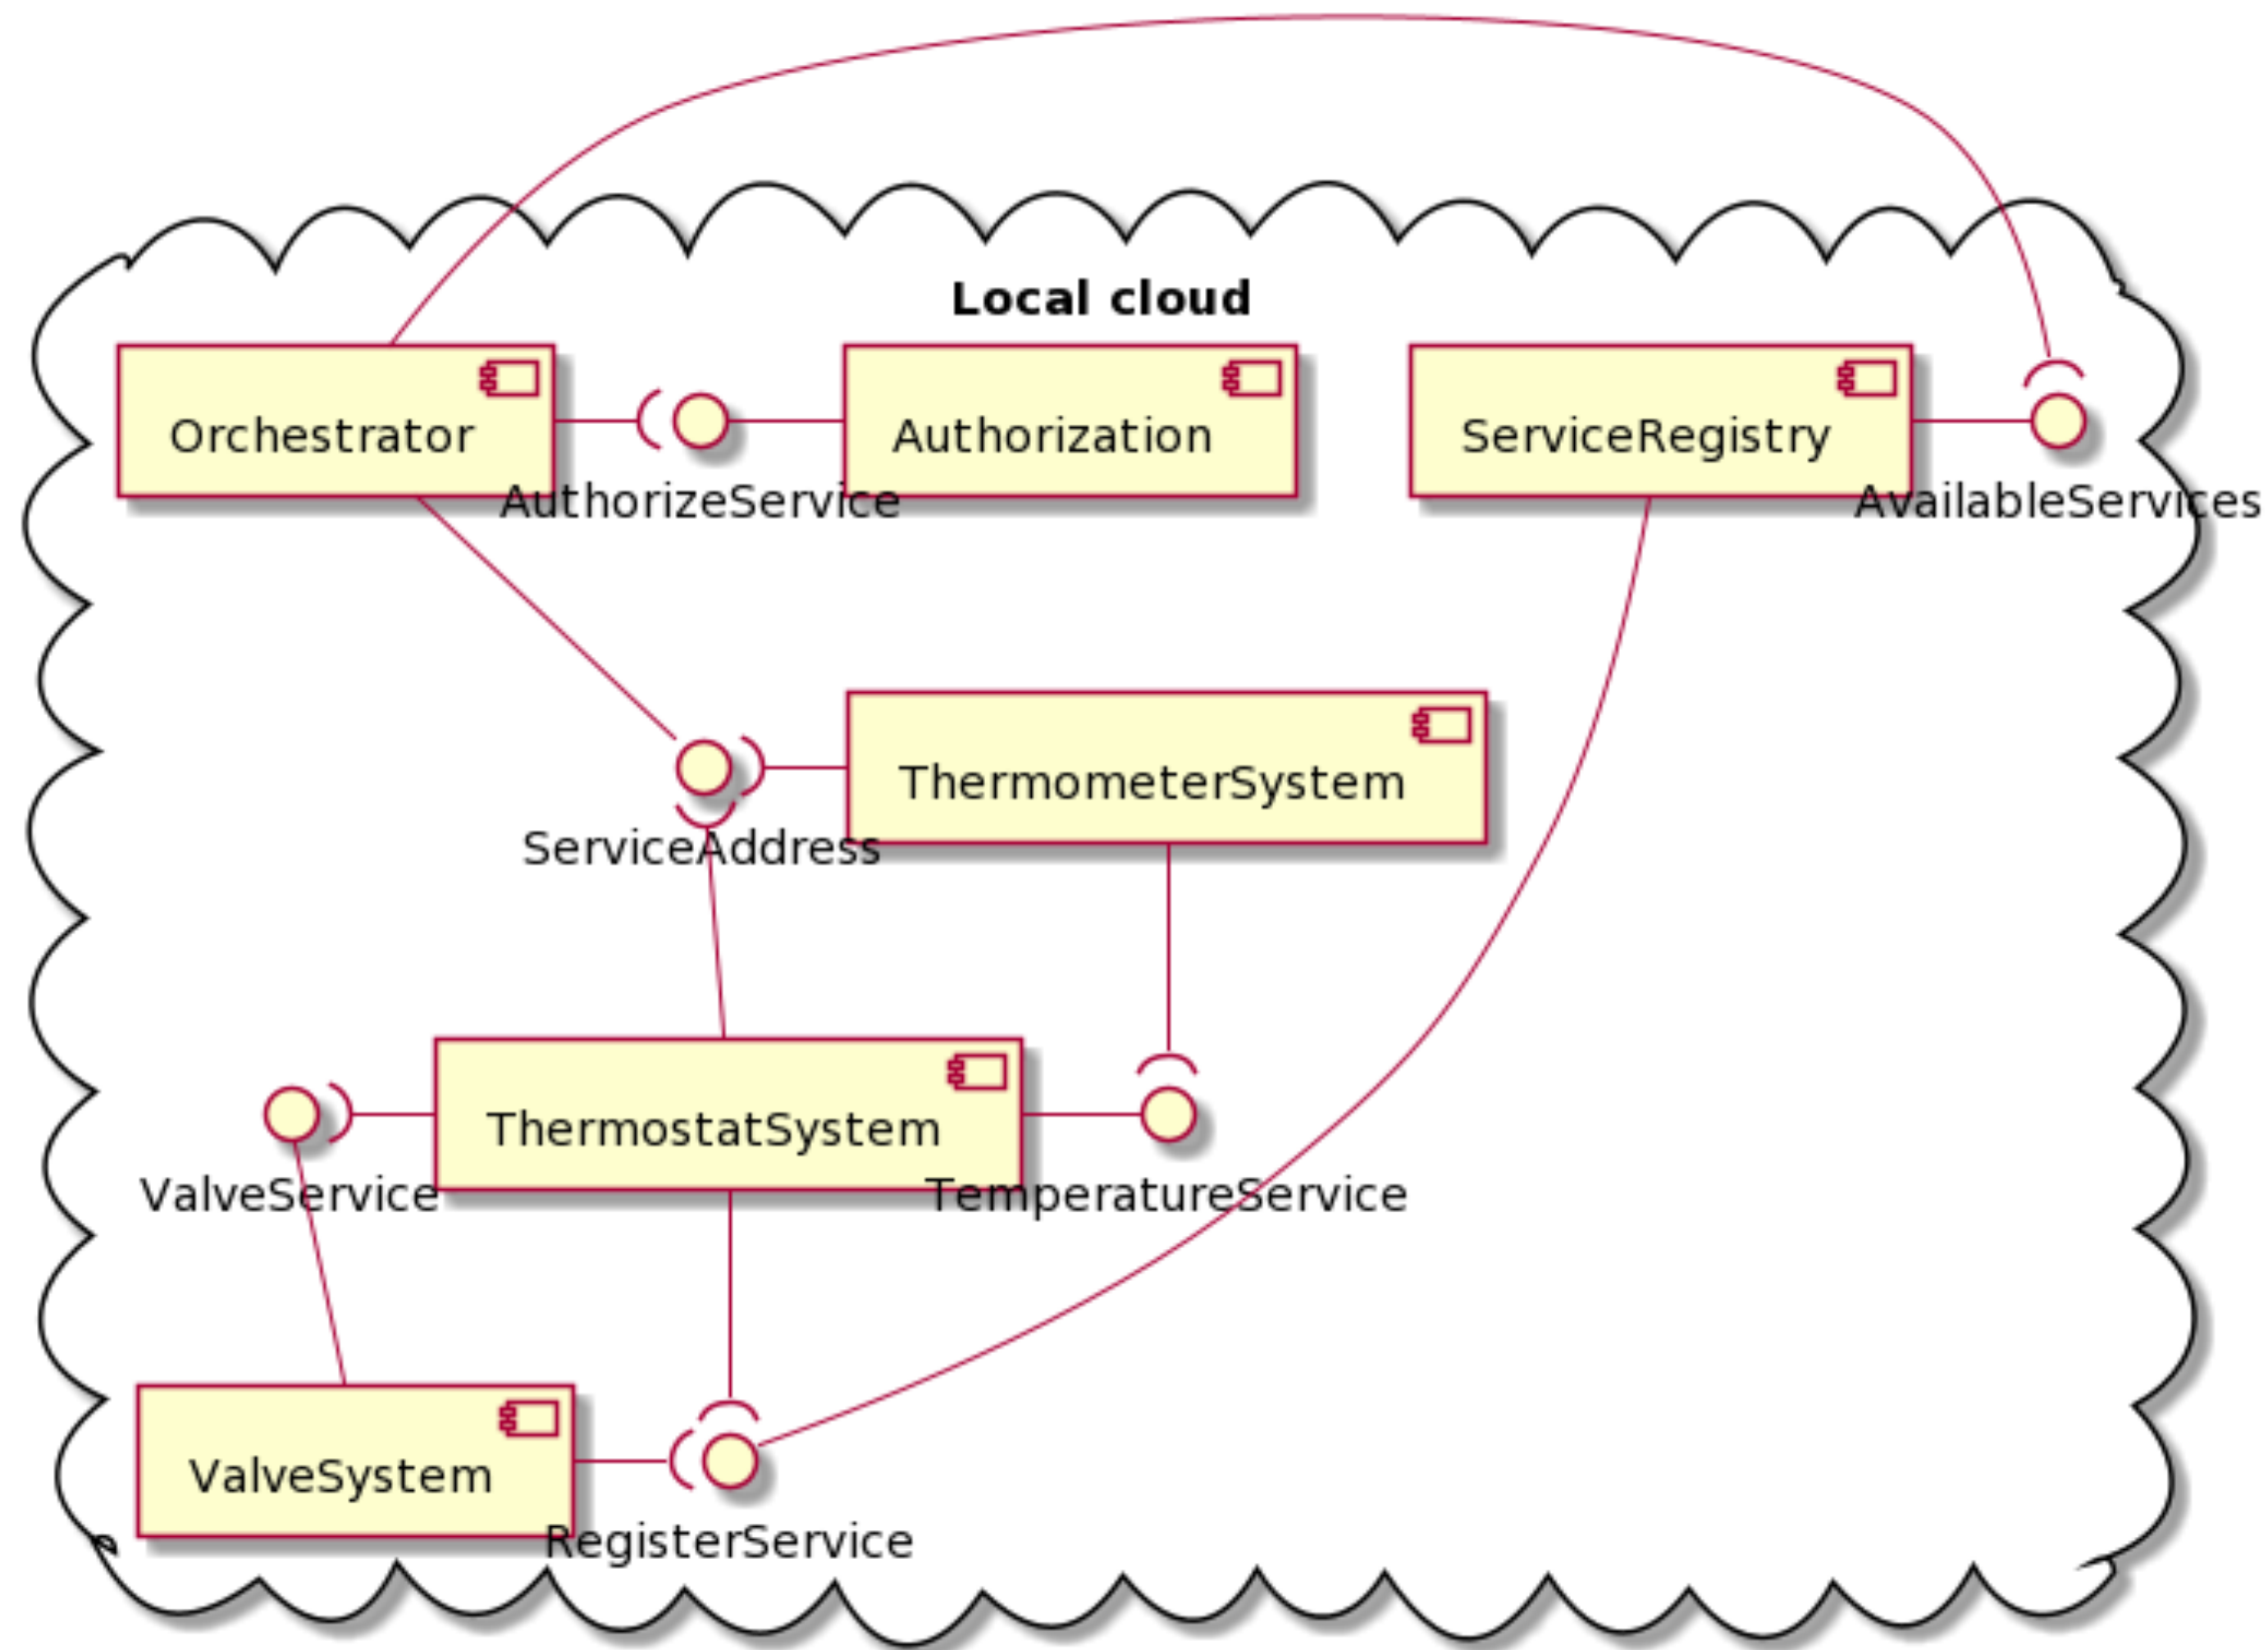 Local cloud
Orchestrator
Authorization
ServiceRegistry
AuthorizeService
AvailableServices
ThermometerSystem
ServiceAddress
ThermostatSystem
ValveService
TemperatureService
ValveSystem
RegisterService